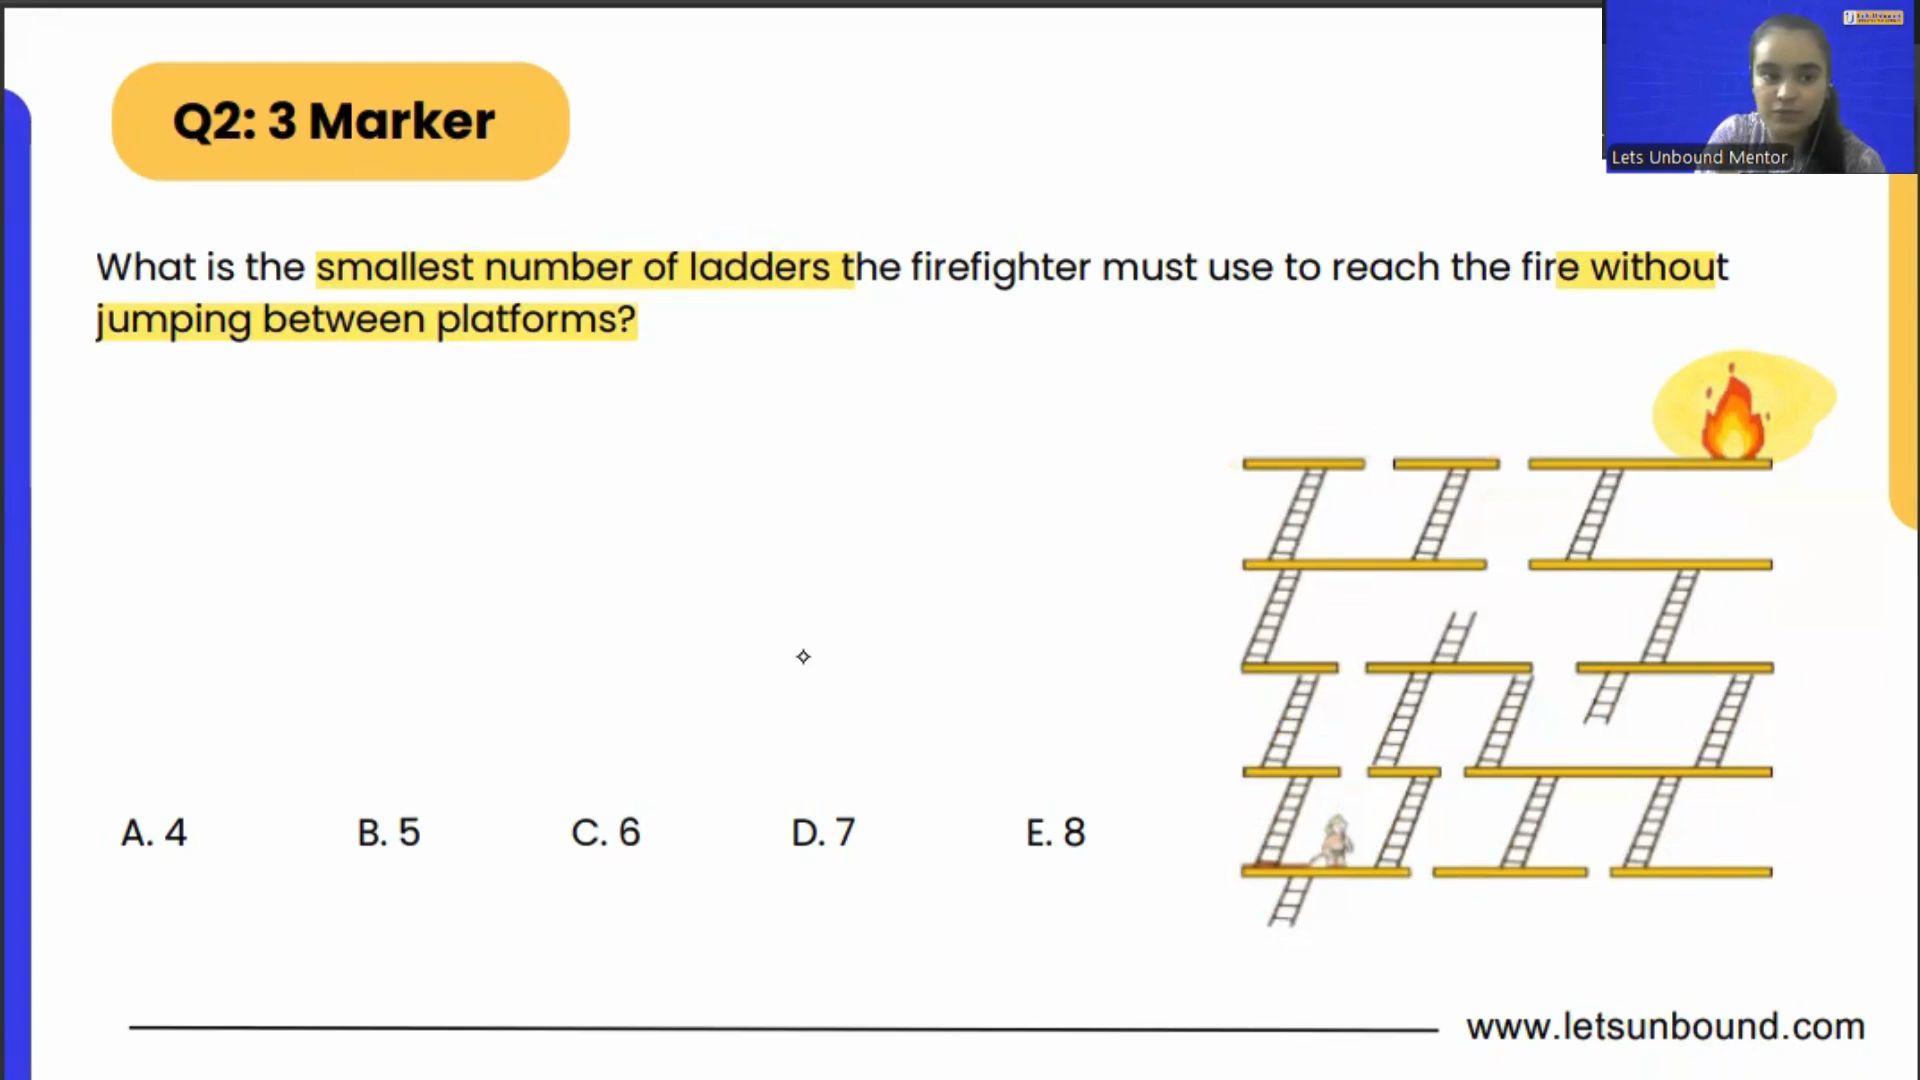 Q2: 3 Marker
Lets Unbound Mentor
What is the smallest number of ladders the firefighter must use to reach the fire without
jumping between platforms?
A. 4 B. 5 C. 6 D. 7 E. 8
www.letsunbound.com